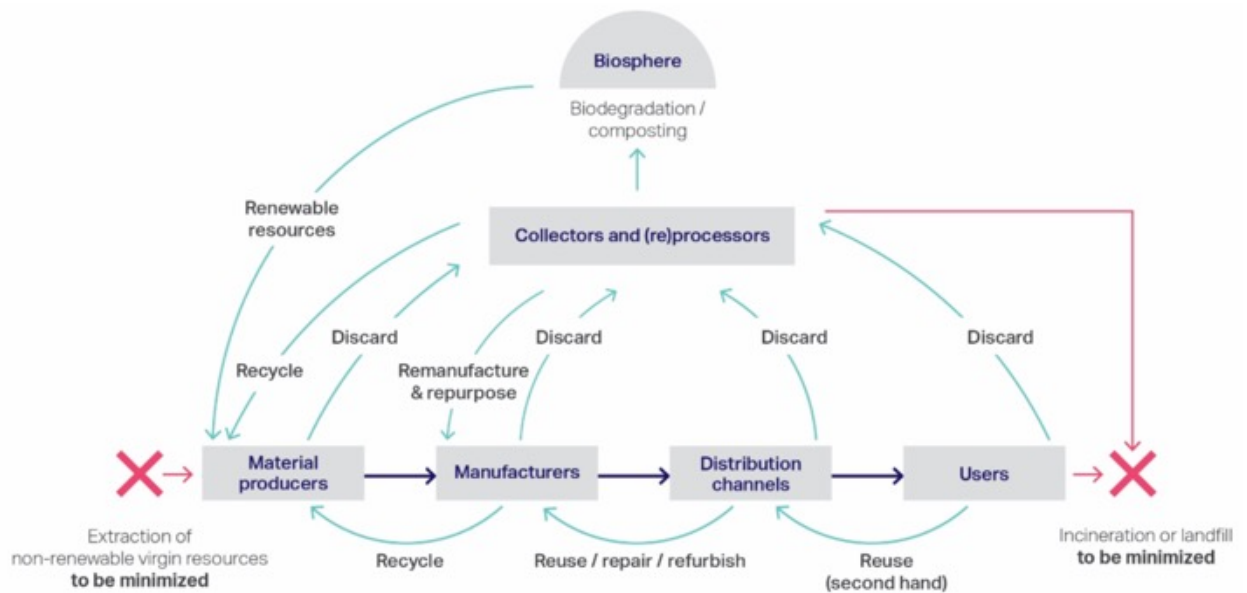 Biosphere
Biodegradation /
composting
Renewable
resources
Collectors and (re)processors
Discard
Discard
Discard
Discard
Recycle
Remanufacture
& repurpose
Material
producers
Manufacturers
Distribution
channels
Users
Extraction of
non-renewable virgin resources
to be minimized
Recycle
Reuse / repair / refurbish
Reuse
(second hand)
Incineration or landfill
to be minimized